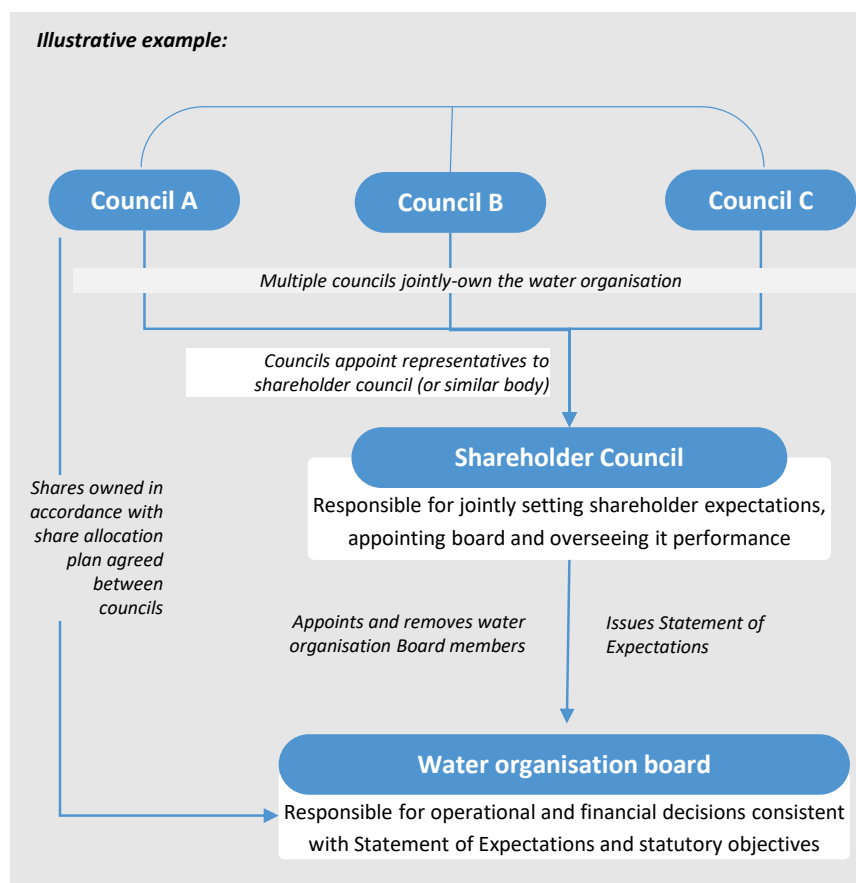 Illustrative example:
Council A
Council B
Council C
Multiple councils jointly-own the water organisation
Councils appoint representatives to
shareholder council (or similar body)
Shareholder Council
Responsible for jointly setting shareholder expectations,
appointing board and overseeing it performance
Shares owned in
accordance with
share allocation
plan agreed
between
councils
Appoints and removes water
organisation Board members
Issues Statement of
Expectations
Water organisation board
Responsible for operational and financial decisions consistent
with Statement of Expectations and statutory objectives